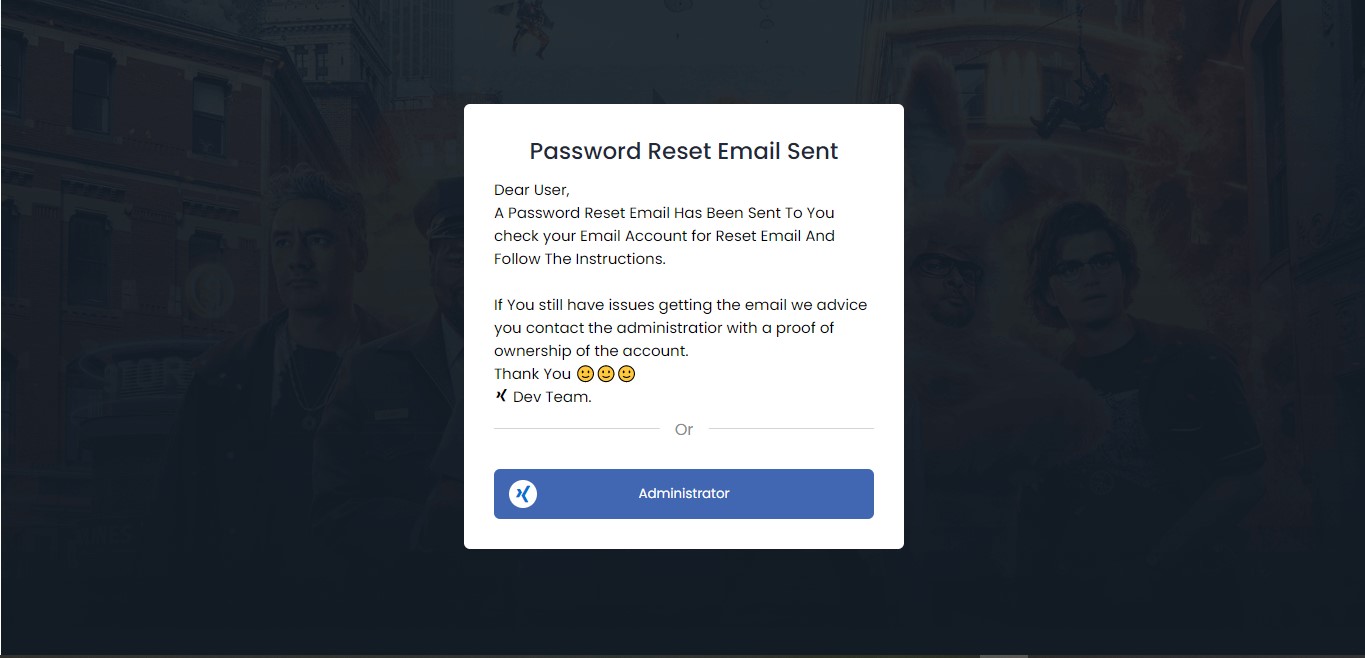 Password Reset Email Sent
Dear User,
A Password Reset Email Has Been Sent To You
check your Email Account for Reset Email And
Follow The Instructions.
If You still have issues getting the email we advice
you contact the administratior with a proof of
ownership of the account.
Thank You 🙂🙂🙂
Dev Team.
Or
Administrator